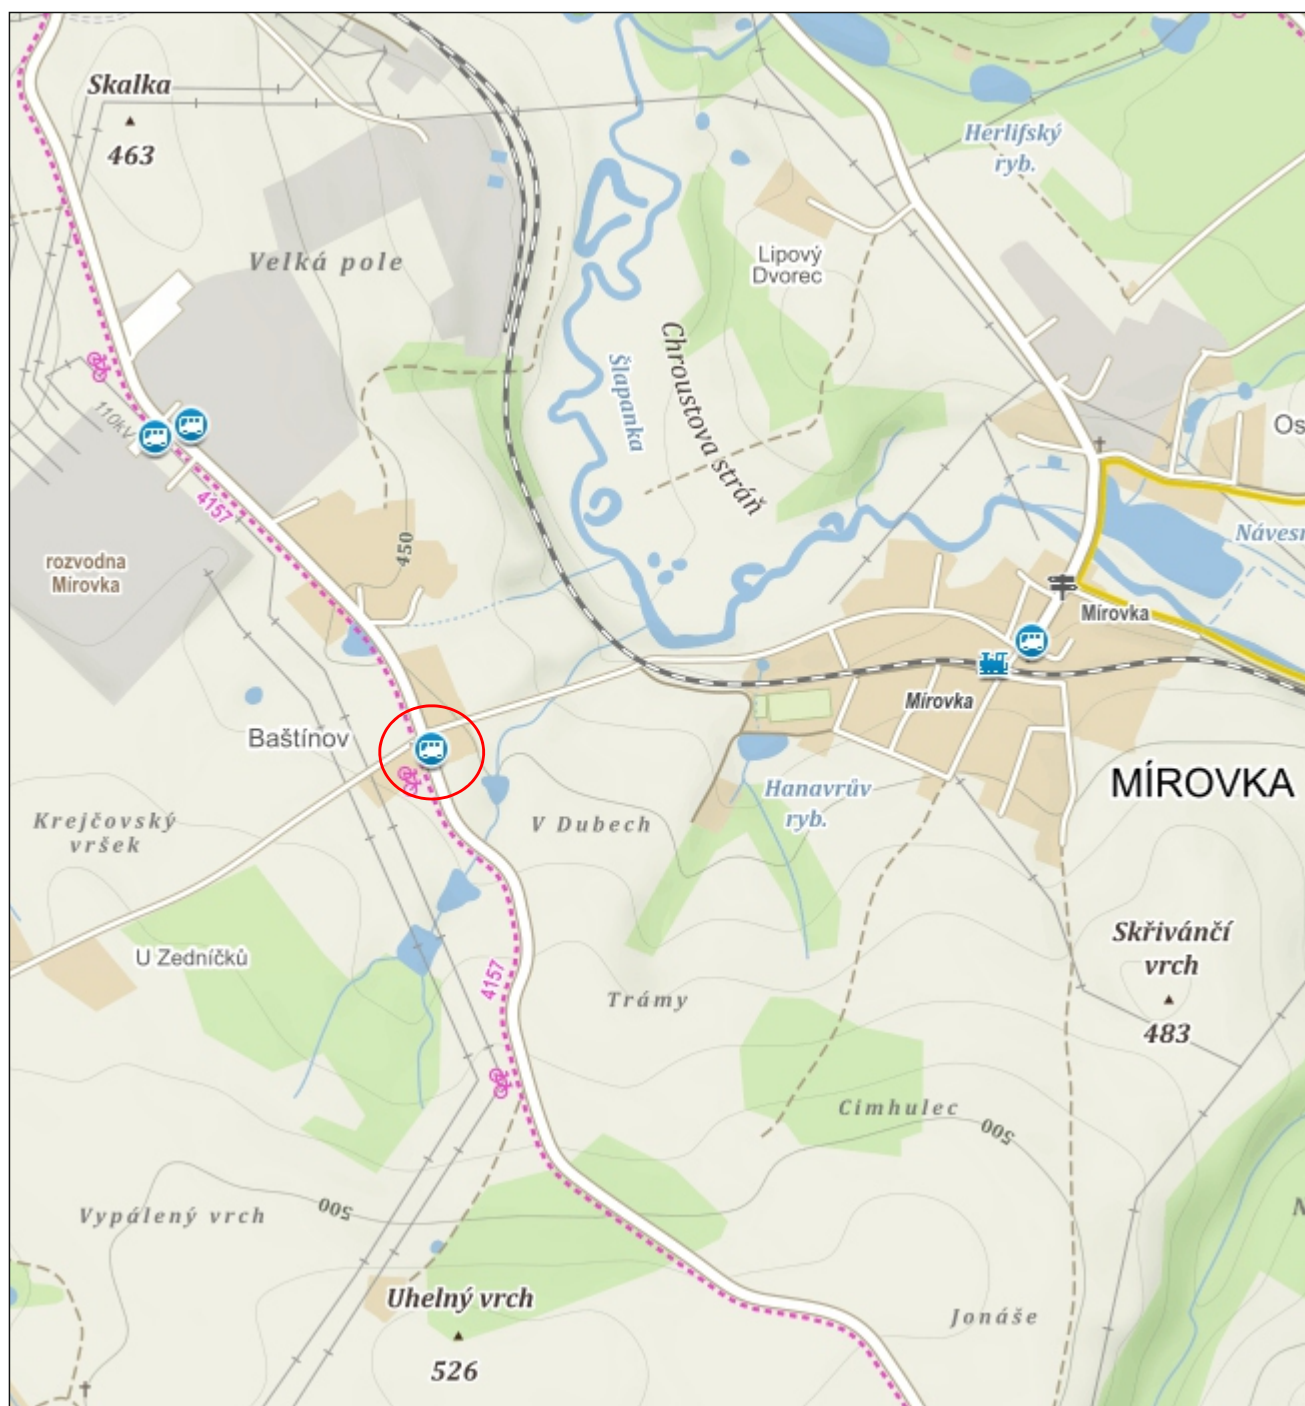 Skalka
463
Herlifský
ryb.
Velká pole
Lipový
Dvorec
Chroustova stráň
Šlapanka
110kV
Os
4157
450
rozvodna
Mírovka
Návesn
Mírovka
Mírovka
Baštínov
MÍROVKA
Hanavrův
ryb.
Krejčovský
vršek
V Dubech
U Zedníčků
Skřivánčí
vrch
483
4157
Trámy
Cimhulec
500
500
Vypálený vrch
Uhelný vrch
526
Jonáše